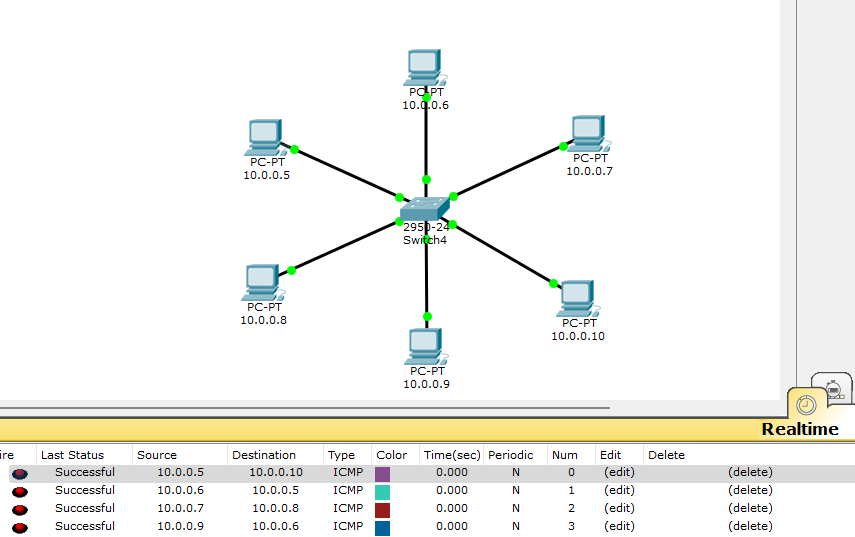 PC-PT
10.0.0.6
PC-PT
10.0.0.5
PC-PT
10.0.0.7
2950-24
Switch4
PC-PT
10.0.0.8
PC-PT
10.0.0.10
PC-PT
10.0.0.9
Realtime
ire Last Status Source Destination Type Color Time(sec) Periodic Num Edit Delete
Successful 10.0.0.5 10.0.0.10 ICMP 0.000 N 0 (edit) (delete)
Successful 10.0.0.6 10.0.0.5 ICMP 0.000 N 1 (edit) (delete)
Successful 10.0.0.7 10.0.0.8 ICMP 0.000 N 2 (edit) (delete)
Successful 10.0.0.9 10.0.0.6 ICMP 0.000 N 3 (edit) (delete)